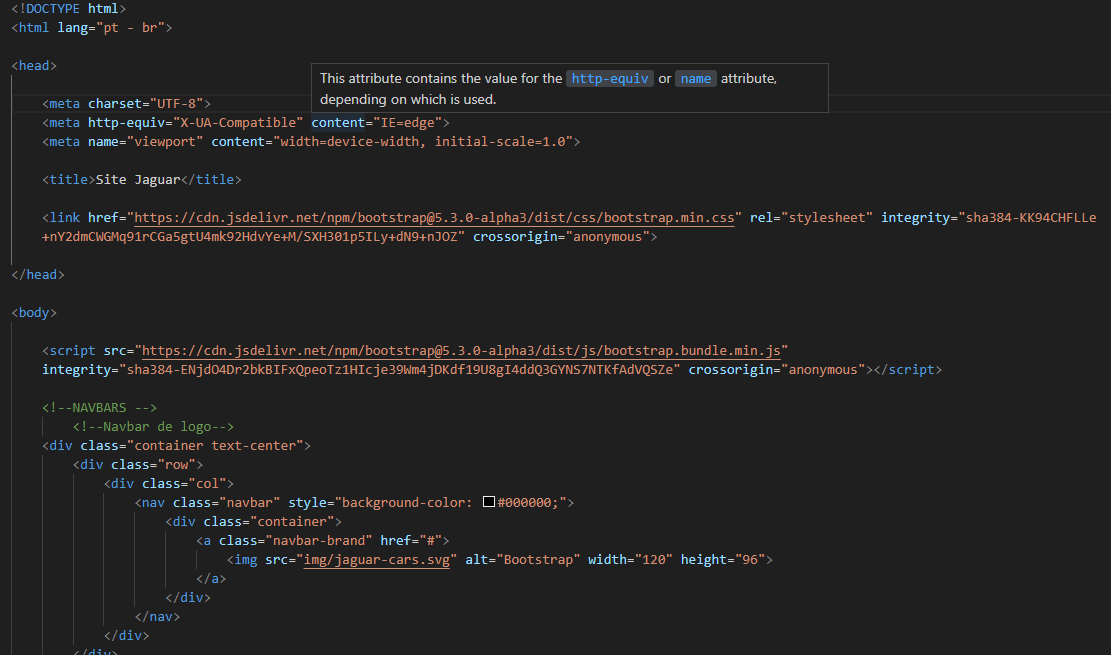 <!DOCTYPE html>
<html lang="pt - br">
<head>
This attribute contains the value for the http-equiv or name attribute,
depending on which is used.
<meta charset="UTF-8">
<meta http-equiv="X-UA-Compatible" content="IE=edge">
<meta name="viewport" content="width=device-width, initial-scale=1.0">
<title>Site Jaguar</title>
<link href="https://cdn.jsdelivr.net/npm/bootstrap@5.3.0-alpha3/dist/css/bootstrap.min.css" rel="stylesheet" integrity="sha384-KK94CHFLLe
+nY2dmCWGMq91rCGa5gtU4mk92HdvYe+M/SXH301p5ILy+dN9+nJOZ" crossorigin="anonymous">
</head>
<body>
<script src="https://cdn.jsdelivr.net/npm/bootstrap@5.3.0-alpha3/dist/js/bootstrap.bundle.min.js"
integrity="sha384-ENjdO4Dr2bkBIFxQpeoTz1HIcje39Wm4jDKdf19U8gI4ddQ3GYNS7NTKfAdVQSZe" crossorigin="anonymous"></script>
<!--NAVBARS -->
<!--Navbar de logo-->
<div class="container text-center">
<div class="row">
<div class="col">
<nav class="navbar" style="background-color: #000000;">
<div class="container">
<a class="navbar-brand" href="#">
<img src="img/jaguar-cars.svg" alt="Bootstrap" width="120" height="96">
</a>
</div>
</nav>
</div>
</div>